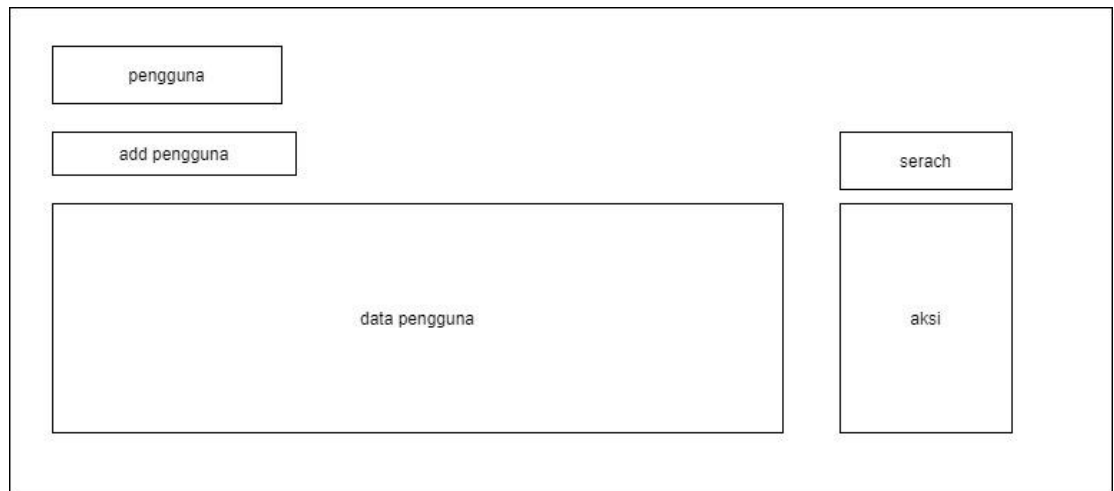 pengguna
add pengguna
serach
data pengguna
aksi